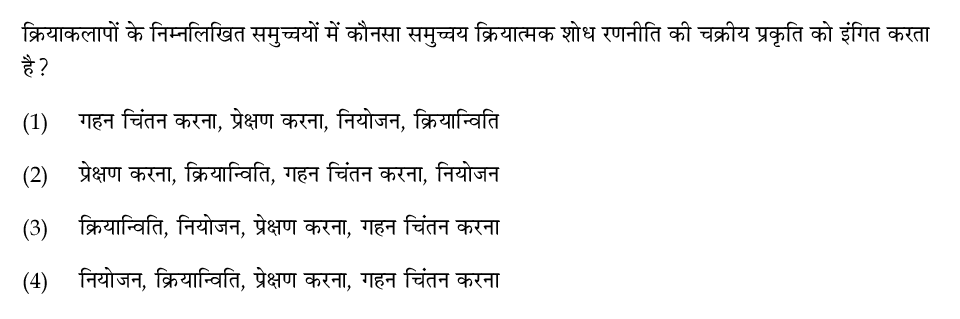 क्रियाकलापों के निम्नलिखित समुच्चयों में कौनसा समुच्चय क्रियात्मक शोध रणनीति की चक्रीय प्रकृति को इंगित करता
है ?
(1) गहन चिंतन करना, प्रेक्षण करना, नियोजन, क्रियान्विति
(2) प्रेक्षण करना, क्रियान्विति, गहन चिंतन करना, नियोजन
(3) क्रियान्विति, नियोजन, प्रेक्षण करना, गहन चिंतन करना
(4) नियोजन, क्रियान्विति, प्रेक्षण करना, गहन चिंतन करना